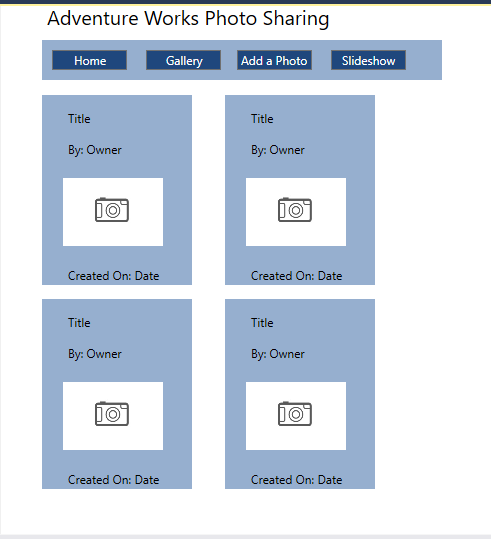 Adventure Works Photo Sharing
Home Gallery Add a Photo Slideshow
Title Title
By: Owner By: Owner
Created On: Date Created On: Date
Title Title
By: Owner By: Owner
Created On: Date Created On: Date